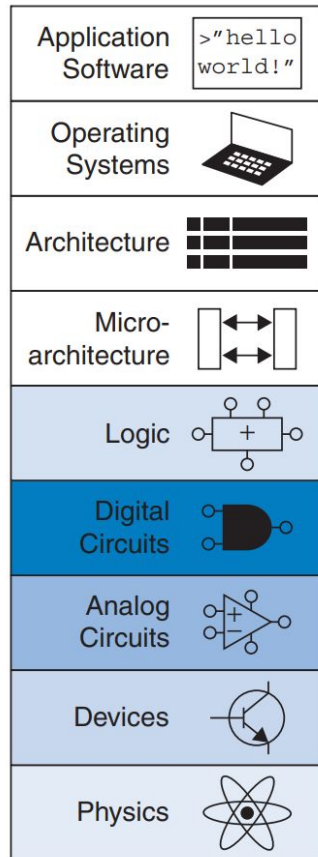 Application
Software
>"hello
world!"
Operating
Systems
Architecture
Micro-
architecture
Logic
+
Digital
Circuits
Analog
Circuits
+
−
Devices
Physics